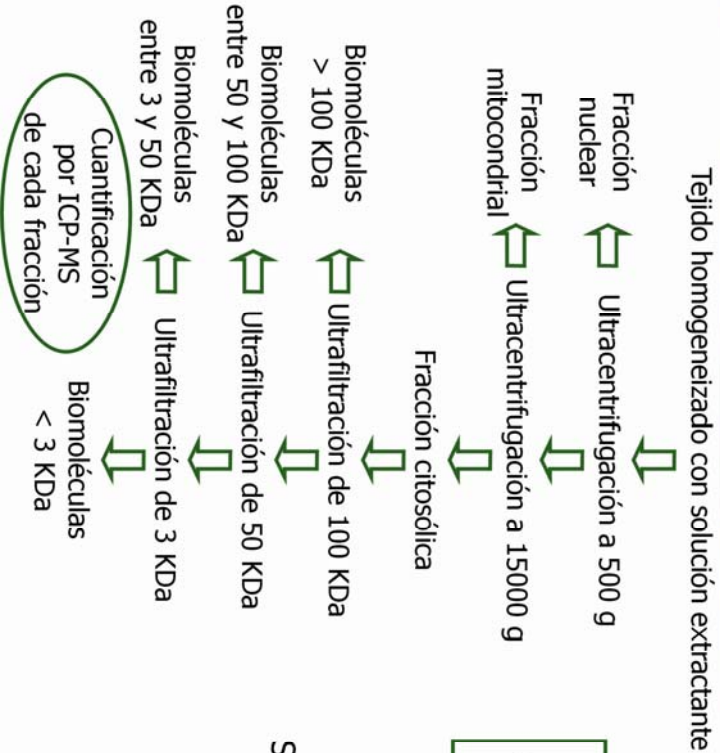 Tejido homogeneizado con solución extractante
Fracción
nuclear
Ultracentrifugación a 500 g
Fracción
mitocondrial
Ultracentrifugación a 15000 g
Fracción citosólica
Biomoléculas
> 100 KDa
Ultrafiltración de 100 KDa
Biomoléculas
entre 50 y 100 KDa
Ultrafiltración de 50 KDa
Biomoléculas
entre 3 y 50 KDa
Ultrafiltración de 3 KDa
Cuantificación
por ICP-MS
de cada fracción
Biomoléculas
< 3 KDa